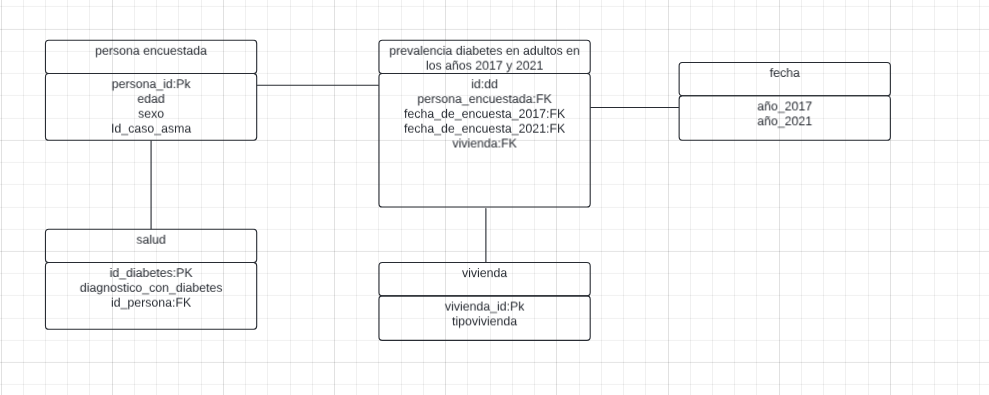 persona encuestada
persona_id:Pk
edad
sexo
Id_caso_asma
prevalencia diabetes en adultos en
los años 2017 y 2021
id:dd
persona_encuestada:FK
fecha_de_encuesta_2017:FK
fecha_de_encuesta_2021:FK
vivienda:FK
fecha
año_2017
año_2021
salud
id_diabetes:PK
diagnostico_con_diabetes
id_persona:FK
vivienda
vivienda_id:Pk
tipovivienda